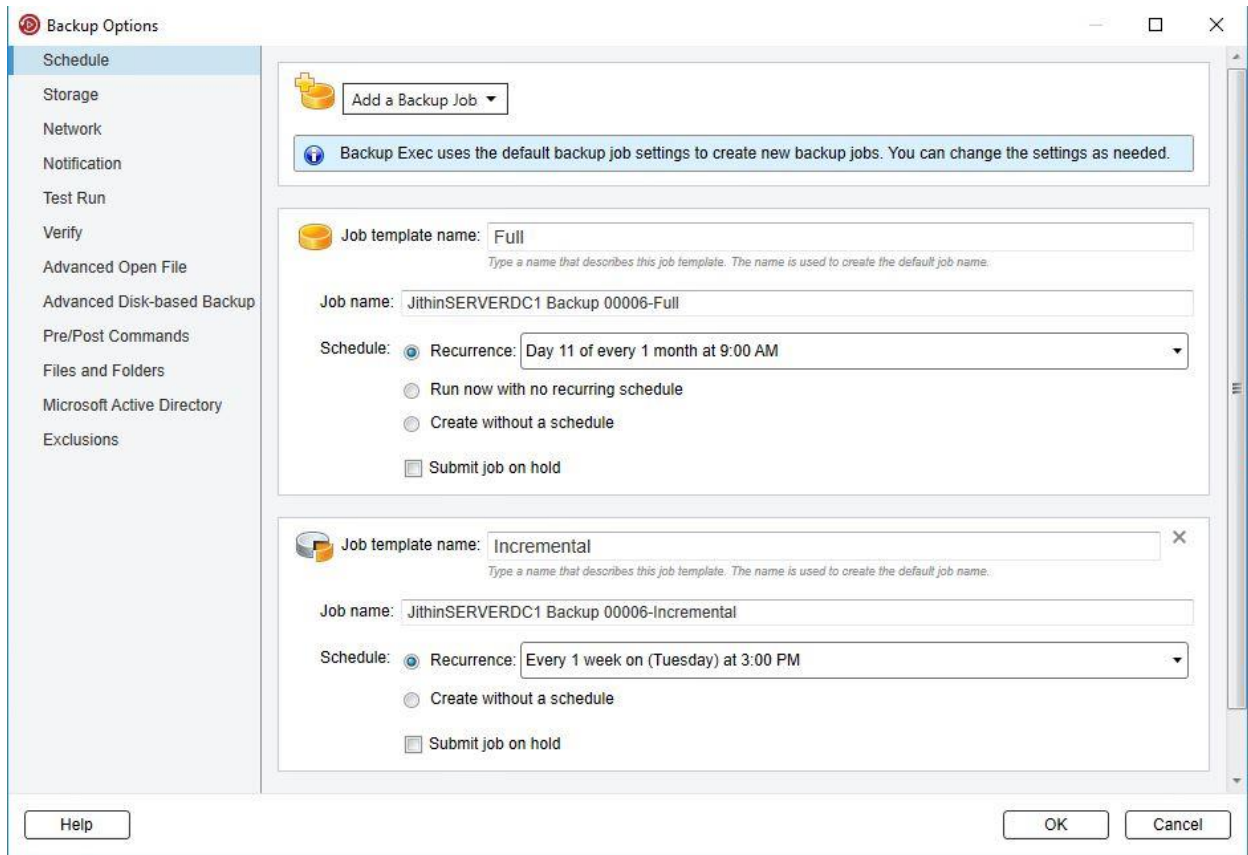 Backup Options
Schedule
Storage
Network
Notification
Test Run
Verify
Advanced Open File
Advanced Disk-based Backup
Pre/Post Commands
Files and Folders
Microsoft Active Directory
Exclusions
Add a Backup Job
Backup Exec uses the default backup job settings to create new backup jobs. You can change the settings as needed.
Job template name: Full
Type a name that describes this job template. The name is used to create the default job name.
Job name: JithinSERVERDC1 Backup 00006-Full
Schedule: Recurrence: Day 11 of every 1 month at 9:00 AM
Run now with no recurring schedule
Create without a schedule
Submit job on hold
Job template name: Incremental
Type a name that describes this job template. The name is used to create the default job name.
Job name: JithinSERVERDC1 Backup 00006-Incremental
Schedule: Recurrence: Every 1 week on (Tuesday) at 3:00 PM
Create without a schedule
Submit job on hold
Help
OK
Cancel